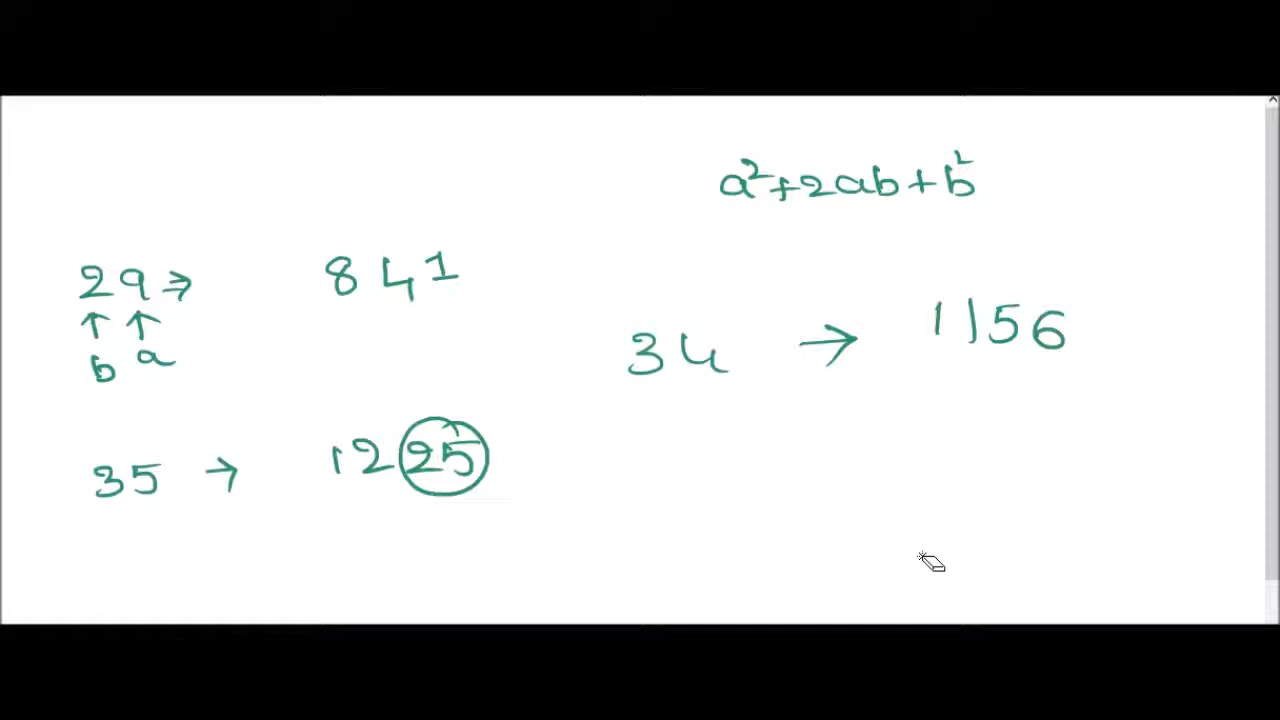 a²+2ab+b²
29 ⇒ 841
↑ ↑
b a
34 → 1156
35 → 1225